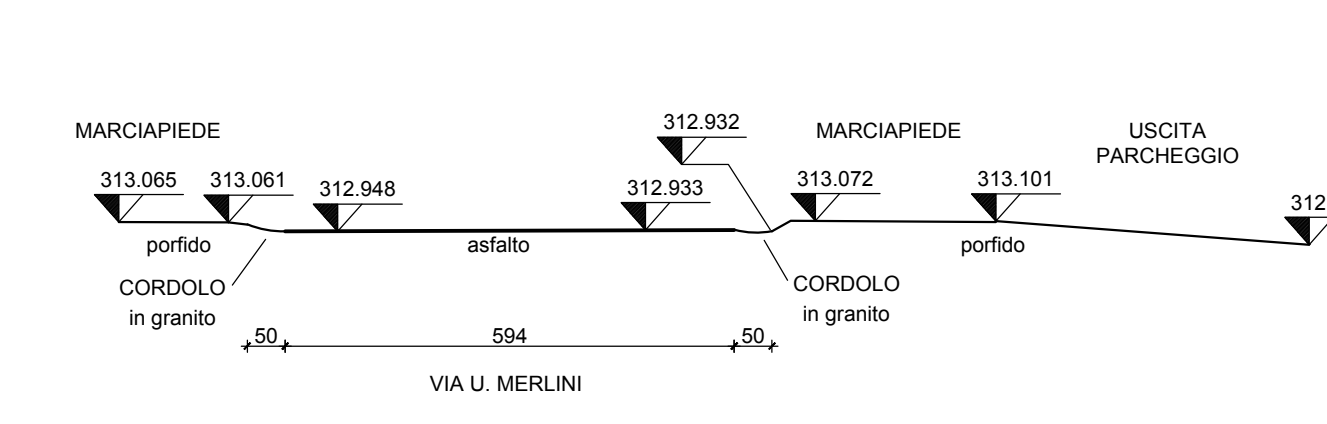 312.932
MARCIAPIEDE
MARCIAPIEDE
USCITA
PARCHEGGIO
313.065
313.061
312.948
312.933
313.072
313.101
312
porfido
asfalto
porfido
CORDOLO
in granito
CORDOLO
in granito
50
594
50
VIA U. MERLINI